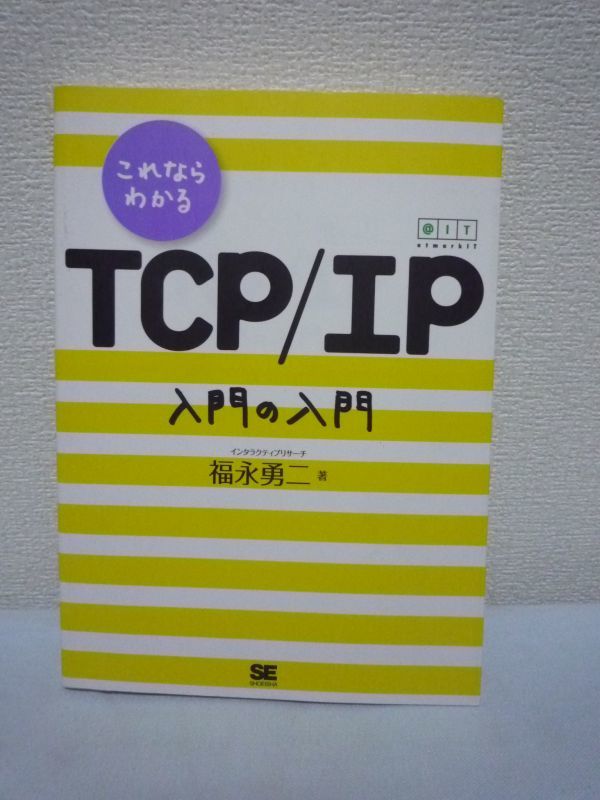 これなら
わかる
@IT
atmarkIT
TCP/IP
入門の入門
インタラクティブリサーチ
福永勇二 著
SE
SHOEISHA